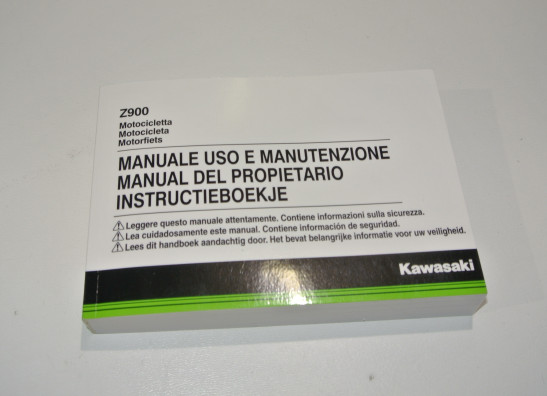 Z900
Motocicletta
Motocicleta
Motorfiets
MANUALE USO E MANUTENZIONE
MANUAL DEL PROPIETARIO
INSTRUCTIEBOEKJE
Leggere questo manuale attentamente. Contiene informazioni sulla sicurezza.
Lea cuidadosamente este manual. Contiene información de seguridad.
Lees dit handboek aandachtig door. Het bevat belangrijke informatie voor uw veiligheid.
Kawasaki